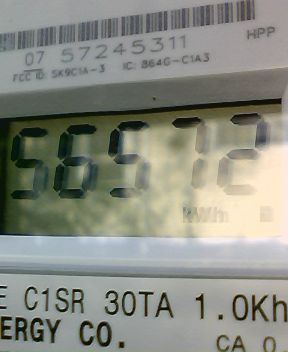 07 57245311
HPP
FCC ID: SK9C1A-3 IC: 864G-C1A3
56572
kWh
E C1SR 30TA 1.0Kh
ERGY CO.
CA 0.